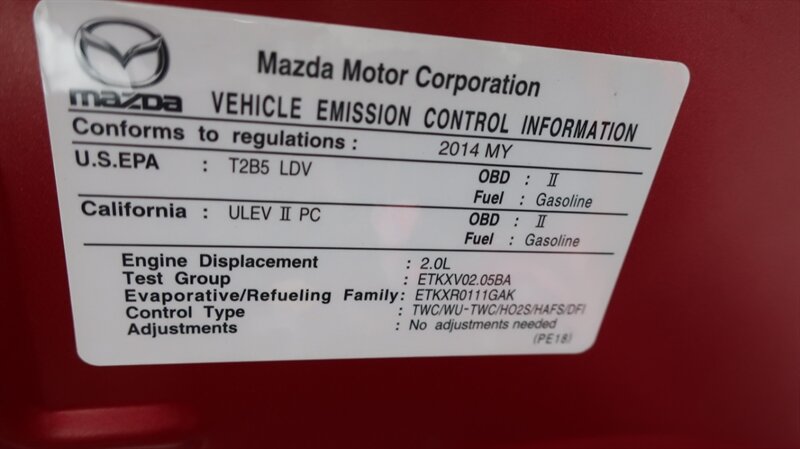 Mazda Motor Corporation
mazda
VEHICLE EMISSION CONTROL INFORMATION
Conforms to regulations : 2014 MY
U.S.EPA : T2B5 LDV OBD : II
Fuel : Gasoline
California : ULEV II PC OBD : II
Fuel : Gasoline
Engine Displacement : 2.0L
Test Group : ETKXV02.05BA
Evaporative/Refueling Family: ETKXR0111GAK
Control Type : TWC/WU-TWC/HO2S/HAFS/DFI
Adjustments : No adjustments needed
(PE18)